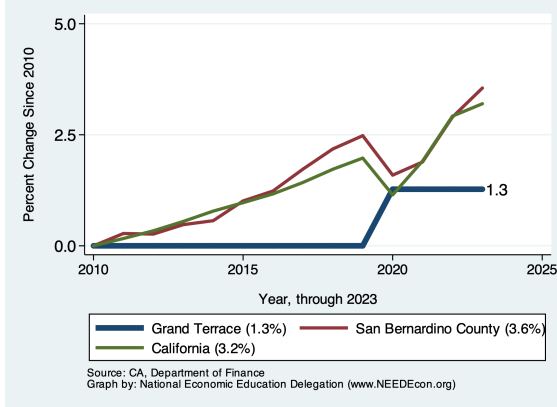 5.0
2.5
0.0
Percent Change Since 2010
1.3
2010 2015 2020 2025
Year, through 2023
Grand Terrace (1.3%) San Bernardino County (3.6%)
California (3.2%)
Source: CA, Department of Finance
Graph by: National Economic Education Delegation (www.NEEDEcon.org)